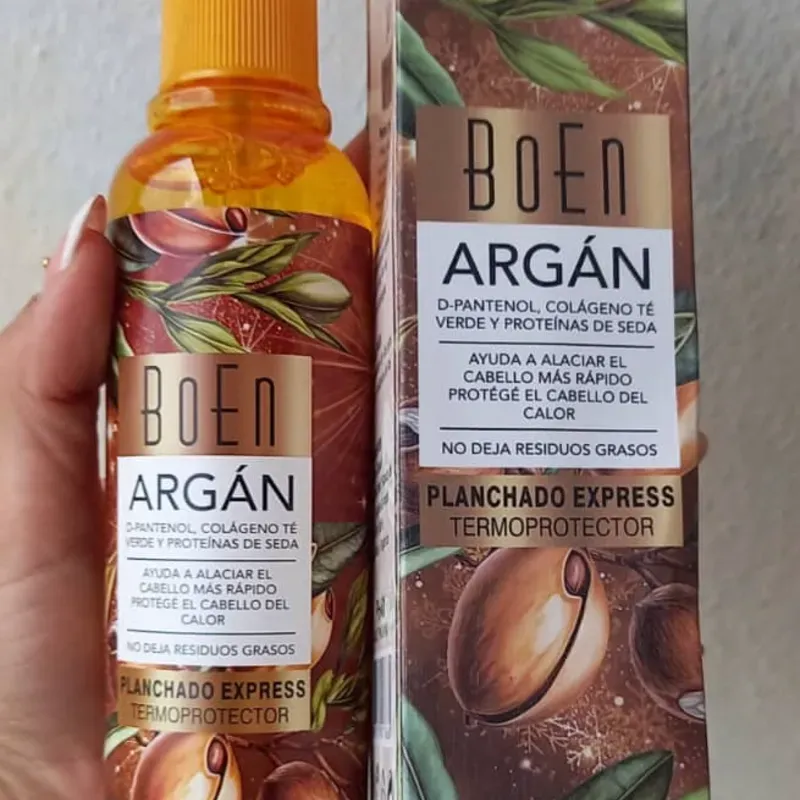 BoEn
ARGÁN
D-PANTENOL, COLÁGENO TÉ
VERDE Y PROTEÍNAS DE SEDA
AYUDA A ALACIAR EL
CABELLO MÁS RÁPIDO
PROTÉGÉ EL CABELLO DEL
CALOR
NO DEJA RESIDUOS GRASOS
PLANCHADO EXPRESS
TERMOPROTECTOR
BoEn
ARGÁN
D-PANTENOL, COLÁGENO TÉ
VERDE Y PROTEÍNAS DE SEDA
AYUDA A ALACIAR EL
CABELLO MÁS RÁPIDO
PROTÉGÉ EL CABELLO DEL
CALOR
NO DEJA RESIDUOS GRASOS
PLANCHADO EXPRESS
TERMOPROTECTOR